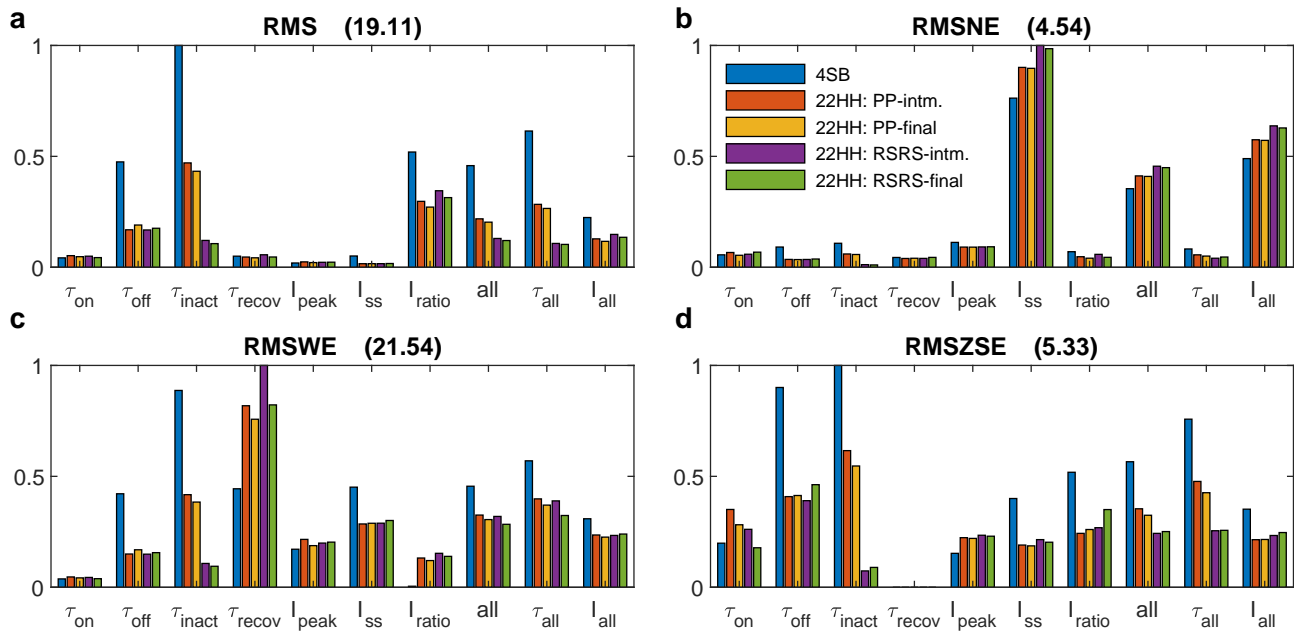 a
RMS (19.11)
1
0.5
0
τon τoff τinact τrecov Ipeak Iss Iratio all τall Iall
b
RMSNE (4.54)
1
0.5
0
4SB
22HH: PP-intm.
22HH: PP-final
22HH: RSRS-intm.
22HH: RSRS-final
τon τoff τinact τrecov Ipeak Iss Iratio all τall Iall
c
RMSWE (21.54)
1
0.5
0
τon τoff τinact τrecov Ipeak Iss Iratio all τall Iall
d
RMSZSE (5.33)
1
0.5
0
τon τoff τinact τrecov Ipeak Iss Iratio all τall Iall